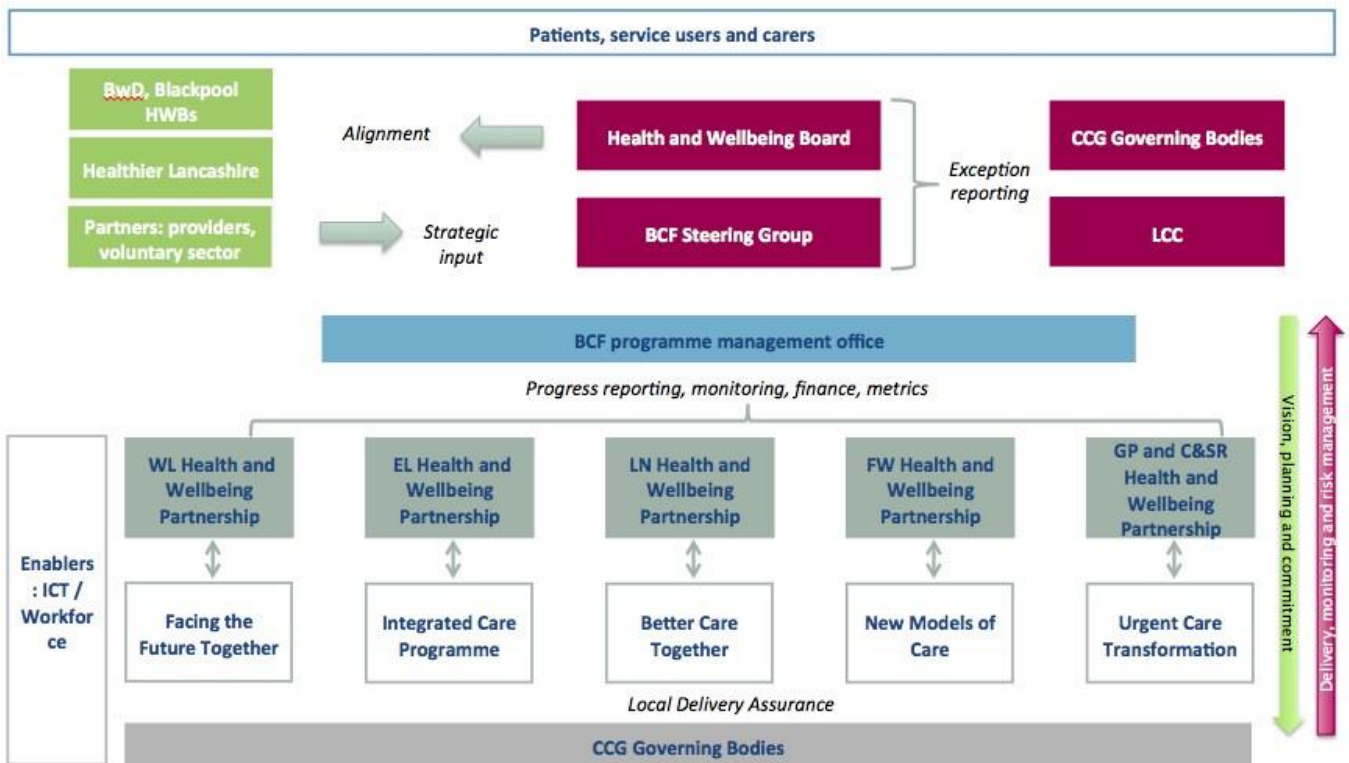 Patients, service users and carers
BwD, Blackpool
HWBs
Healthier Lancashire
Partners: providers,
voluntary sector
Alignment
Strategic
input
Health and Wellbeing Board
BCF Steering Group
Exception
reporting
CCG Governing Bodies
LCC
BCF programme management office
Progress reporting, monitoring, finance, metrics
Enablers
: ICT /
Workfor
ce
WL Health and
Wellbeing
Partnership
EL Health and
Wellbeing
Partnership
LN Health and
Wellbeing
Partnership
FW Health and
Wellbeing
Partnership
GP and C&SR
Health and
Wellbeing
Partnership
Facing the
Future Together
Integrated Care
Programme
Better Care
Together
New Models of
Care
Urgent Care
Transformation
Local Delivery Assurance
CCG Governing Bodies
Vision, planning and commitment
Delivery, monitoring and risk management